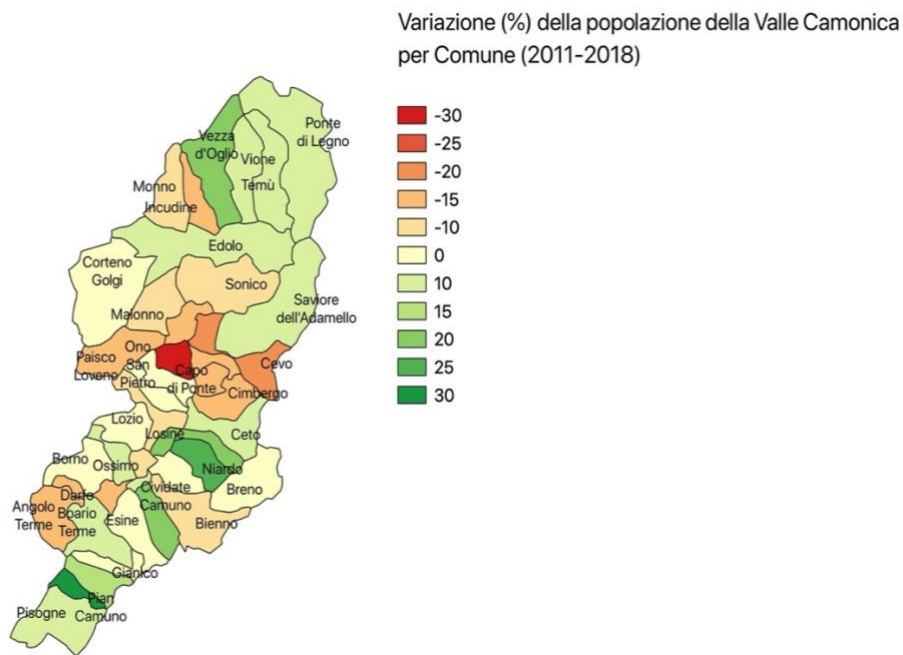 Variazione (%) della popolazione della Valle Camonica
per Comune (2011-2018)
-30
-25
-20
-15
-10
0
10
15
20
25
30
Ponte
di Legno
Vezza
d'Oglio
Vione
Temù
Monno
Incudine
Edolo
Corteno
Golgi
Sonico
Saviore
dell'Adamello
Malonno
Ono
San
Pietro
Paisco
Loveno
Capo
di Ponte
Cevo
Cimbergo
Lozio
Losine
Ceto
Borno
Ossimo
Niardo
Breno
Cividate
Camuno
Darfo
Boario
Terme
Angolo
Terme
Esine
Bienno
Gianico
Pian
Camuno
Pisogne